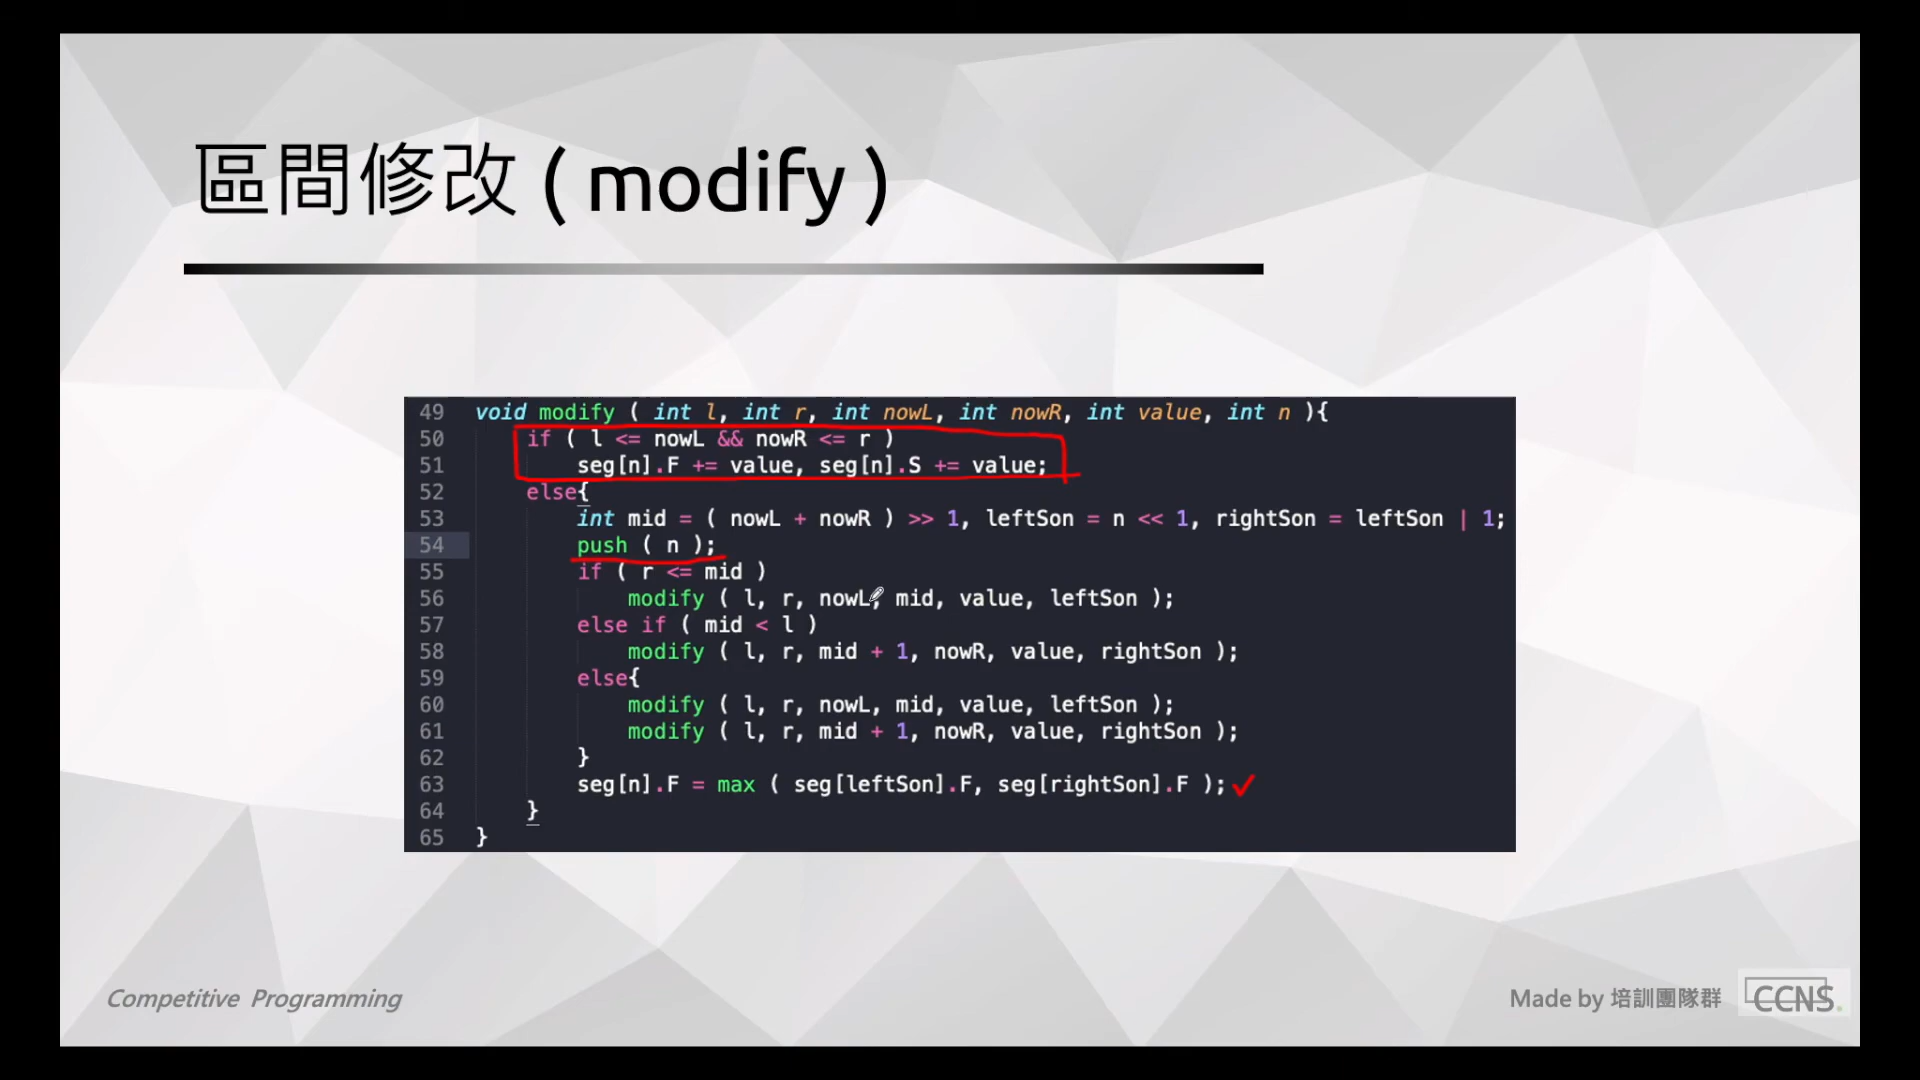 區間修改 ( modify )
49 void modify ( int l, int r, int nowL, int nowR, int value, int n ){
50 if ( l <= nowL && nowR <= r )
51 seg[n].F += value, seg[n].S += value;
52 else{
53 int mid = ( nowL + nowR ) >> 1, leftSon = n << 1, rightSon = leftSon | 1;
54 push ( n );
55 if ( r <= mid )
56 modify ( l, r, nowL, mid, value, leftSon );
57 else if ( mid < l )
58 modify ( l, r, mid + 1, nowR, value, rightSon );
59 else{
60 modify ( l, r, nowL, mid, value, leftSon );
61 modify ( l, r, mid + 1, nowR, value, rightSon );
62 }
63 seg[n].F = max ( seg[leftSon].F, seg[rightSon].F );
64 }
65 }
Competitive Programming
Made by 培訓團隊群
CCNS.